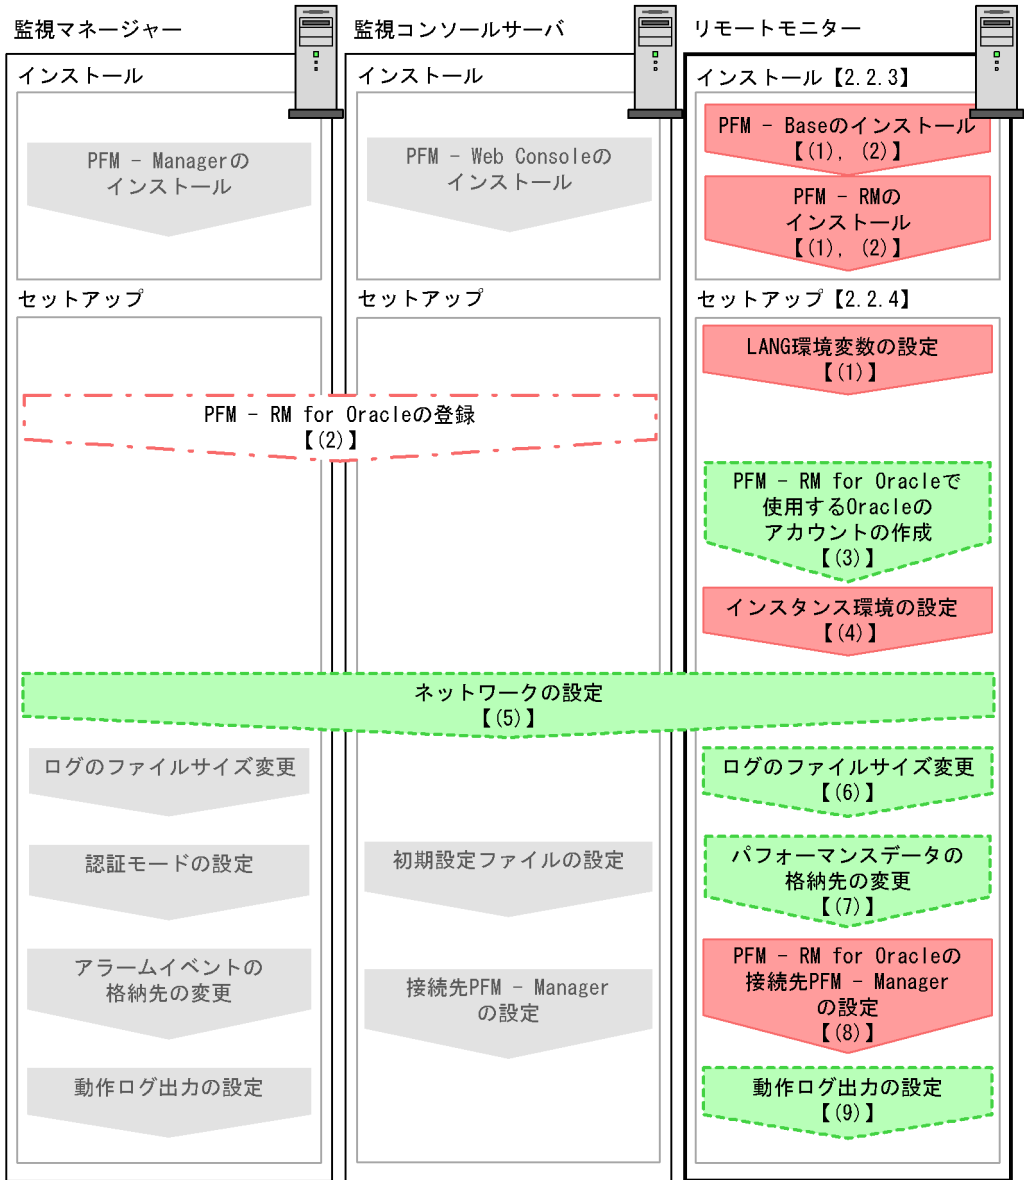 監視マネージャー
インストール
PFM - Managerの
インストール
セットアップ
監視コンソールサーバ
インストール
PFM - Web Consoleの
インストール
セットアップ
リモートモニター
インストール【2.2.3】
PFM - Baseのインストール
【(1), (2)】
PFM - RMの
インストール
【(1), (2)】
セットアップ【2.2.4】
LANG環境変数の設定
【(1)】
PFM - RM for Oracleの登録
【(2)】
PFM - RM for Oracleで
使用するOracleの
アカウントの作成
【(3)】
インスタンス環境の設定
【(4)】
ネットワークの設定
【(5)】
ログのファイルサイズ変更
認証モードの設定
アラームイベントの
格納先の変更
動作ログ出力の設定
初期設定ファイルの設定
接続先PFM - Manager
の設定
ログのファイルサイズ変更
【(6)】
パフォーマンスデータの
格納先の変更
【(7)】
PFM - RM for Oracleの
接続先PFM - Manager
の設定
【(8)】
動作ログ出力の設定
【(9)】